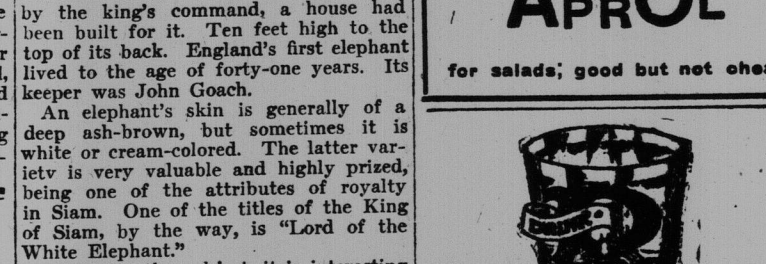 by the king's command, a house had
been built for it. Ten feet high to the
top of its back. England's first elephant
lived to the age of forty-one years. Its
keeper was John Goach.
An elephant's skin is generally of a
deep ash-brown, but sometimes it is
white or cream-colored. The latter var-
iety is very valuable and highly prized,
being one of the attributes of royalty
in Siam. One of the titles of the King
of Siam, by the way, is "Lord of the
White Elephant."
APROL
for salads; good but not